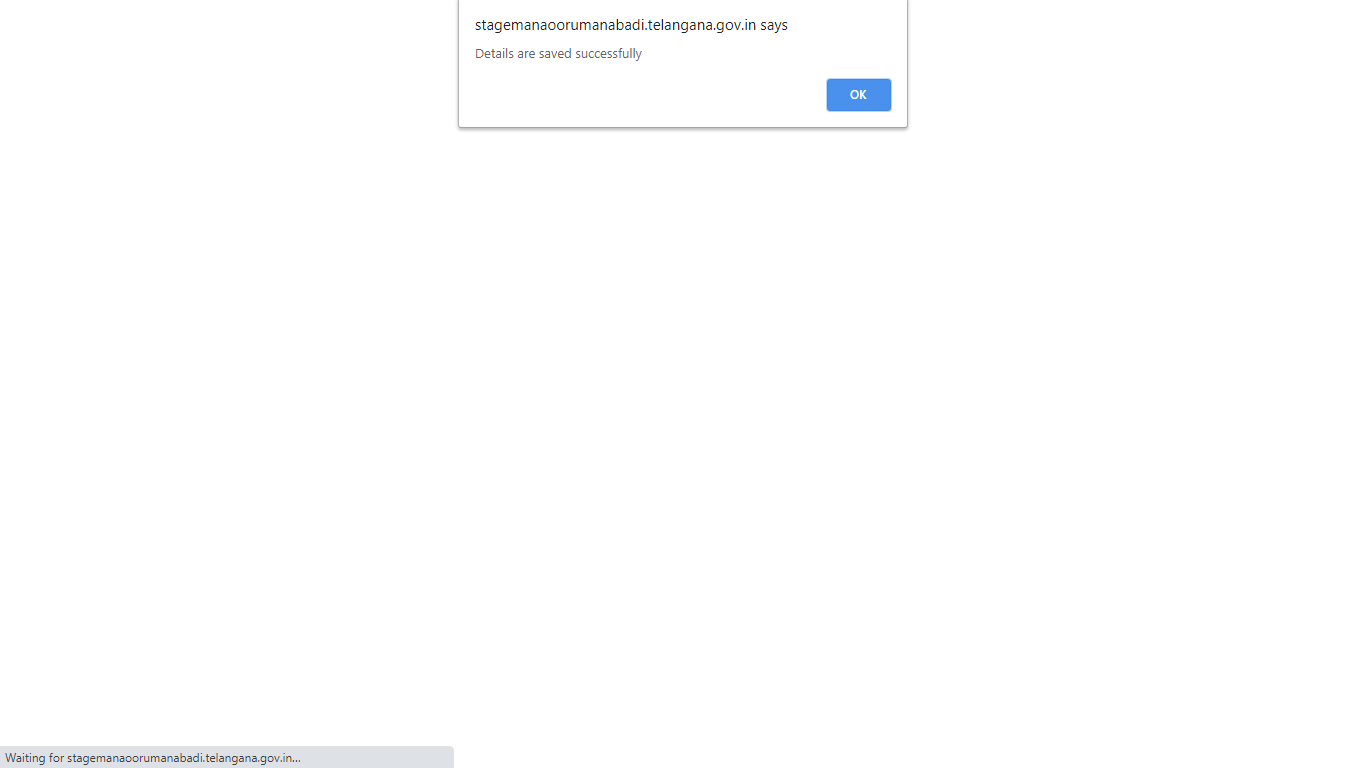 stagemanaoorumanabadi.telangana.gov.in says
Details are saved successfully
OK
Waiting for stagemanaoorumanabadi.telangana.gov.in...